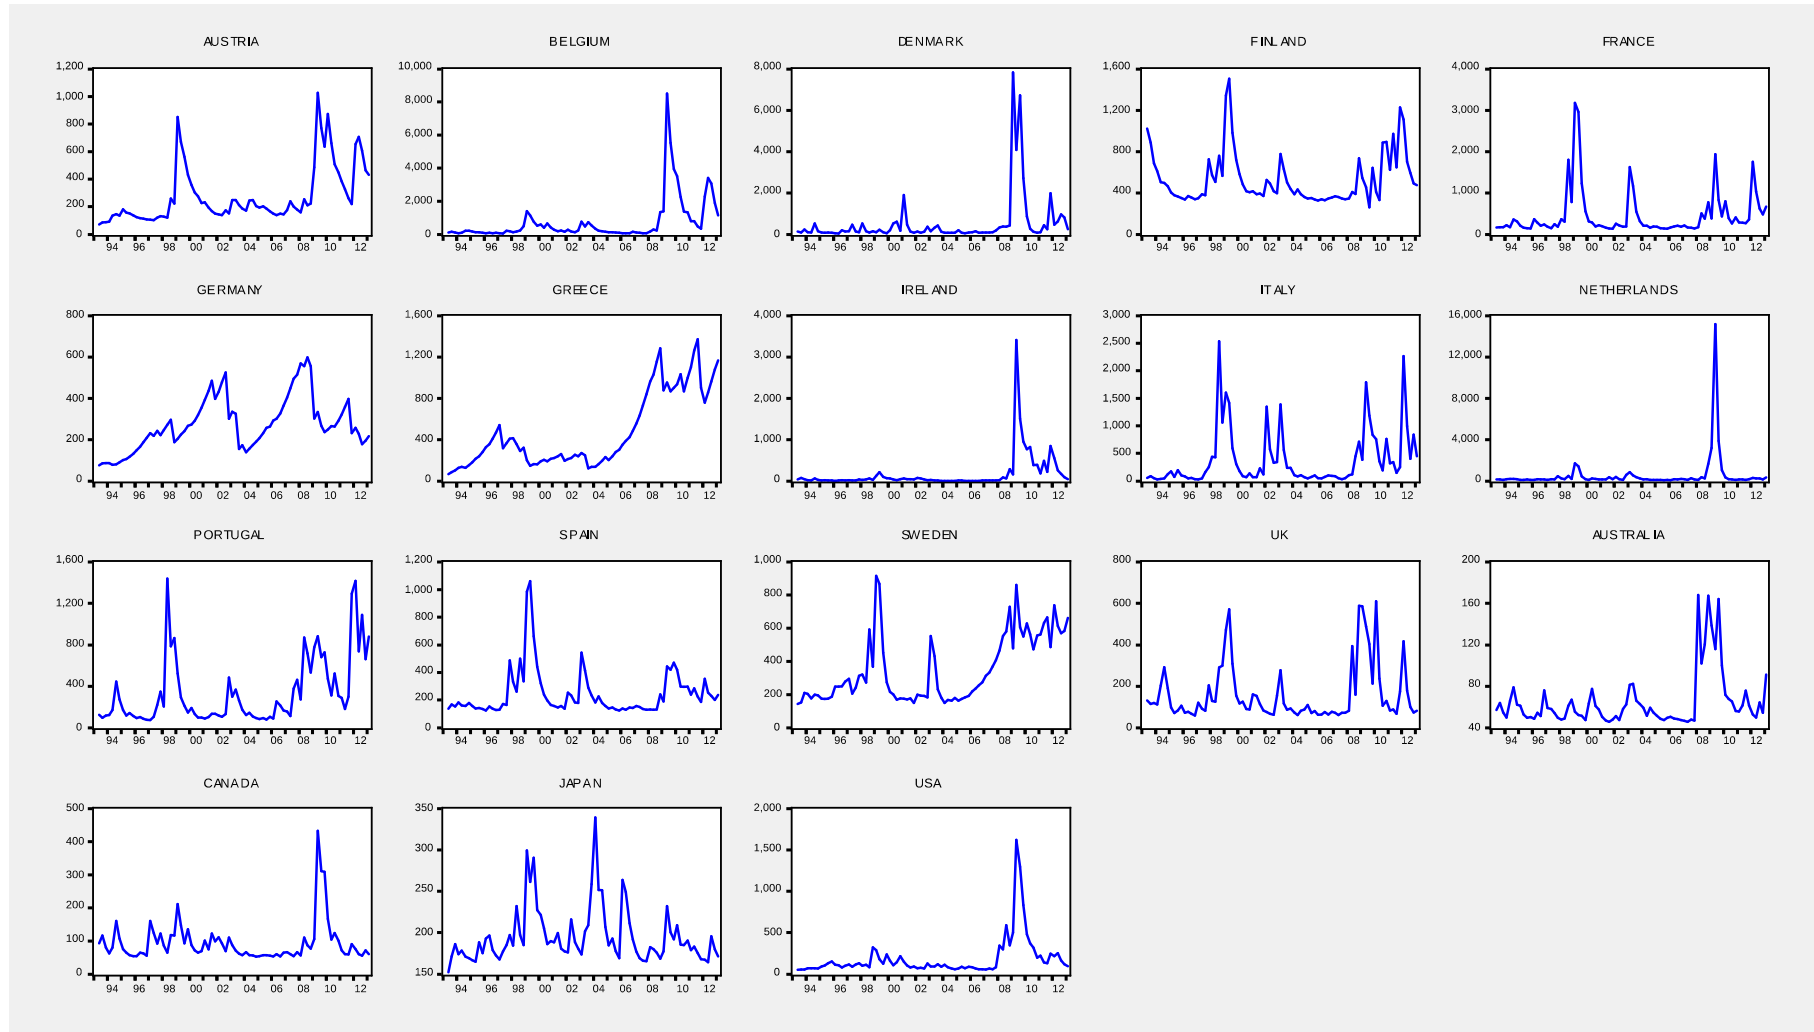 AUSTRIA BELGIUM DENMARK FINLAND FRANCE
1,200 10,000 8,000 1,600 4,000
1,000 8,000 6,000 1,200 3,000
800 6,000 4,000 800 2,000
600 4,000 2,000 400 1,000
400 2,000 0 0 0
200 0
0
94 96 98 00 02 04 06 08 10 12 94 96 98 00 02 04 06 08 10 12 94 96 98 00 02 04 06 08 10 12 94 96 98 00 02 04 06 08 10 12 94 96 98 00 02 04 06 08 10 12
GERMANY GREECE IRELAND ITALY NETHERLANDS
800 1,600 4,000 3,000 16,000
600 1,200 3,000 2,500 12,000
400 800 2,000 2,000 8,000
200 400 1,000 1,500 4,000
0 0 0 1,000 0
500
0
94 96 98 00 02 04 06 08 10 12 94 96 98 00 02 04 06 08 10 12 94 96 98 00 02 04 06 08 10 12 94 96 98 00 02 04 06 08 10 12 94 96 98 00 02 04 06 08 10 12
PORTUGAL SPAIN SWEDEN UK AUSTRALIA
1,600 1,200 1,000 800 200
1,200 1,000 800 600 160
800 800 600 400 120
400 600 400 200 80
0 400 200 0 40
200 0
0
94 96 98 00 02 04 06 08 10 12 94 96 98 00 02 04 06 08 10 12 94 96 98 00 02 04 06 08 10 12 94 96 98 00 02 04 06 08 10 12 94 96 98 00 02 04 06 08 10 12
CANADA JAPAN USA
500 350 2,000
400 300 1,500
300 250 1,000
200 200 500
100 150 0
0
94 96 98 00 02 04 06 08 10 12 94 96 98 00 02 04 06 08 10 12 94 96 98 00 02 04 06 08 10 12